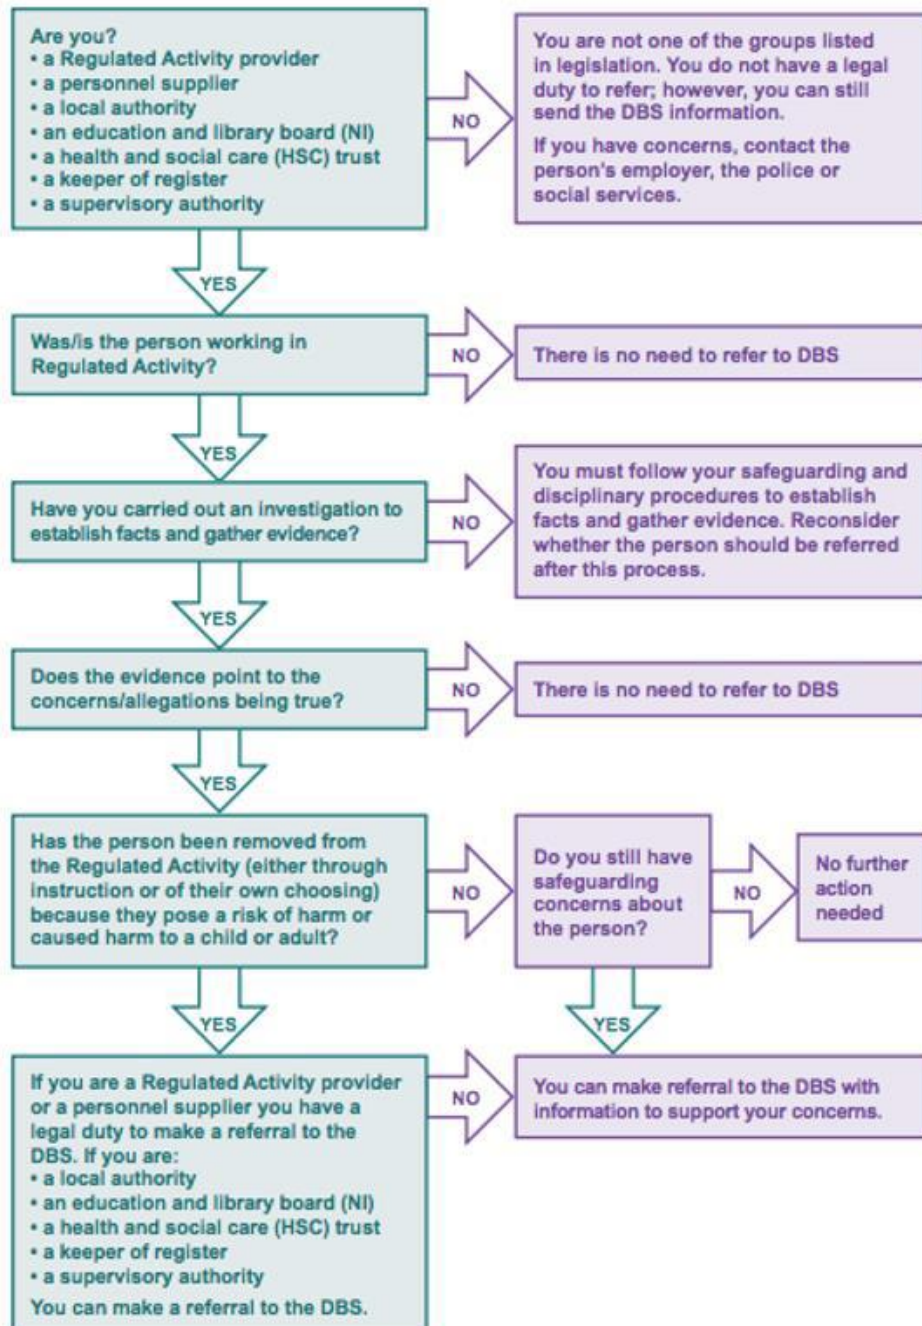 Are you?
• a Regulated Activity provider
• a personnel supplier
• a local authority
• an education and library board (NI)
• a health and social care (HSC) trust
• a keeper of register
• a supervisory authority
NO
You are not one of the groups listed
in legislation. You do not have a legal
duty to refer; however, you can still
send the DBS information.
If you have concerns, contact the
person's employer, the police or
social services.
YES
Was/is the person working in
Regulated Activity?
NO
There is no need to refer to DBS
YES
Have you carried out an investigation to
establish facts and gather evidence?
NO
You must follow your safeguarding and
disciplinary procedures to establish
facts and gather evidence. Reconsider
whether the person should be referred
after this process.
YES
Does the evidence point to the
concerns/allegations being true?
NO
There is no need to refer to DBS
YES
Has the person been removed from
the Regulated Activity (either through
instruction or of their own choosing)
because they pose a risk of harm or
caused harm to a child or adult?
NO
Do you still have
safeguarding
concerns about
the person?
NO
No further
action
needed
YES
YES
If you are a Regulated Activity provider
or a personnel supplier you have a
legal duty to make a referral to the
DBS. If you are:
• a local authority
• an education and library board (NI)
• a health and social care (HSC) trust
• a keeper of register
• a supervisory authority
You can make a referral to the DBS.
NO
You can make referral to the DBS with
information to support your concerns.